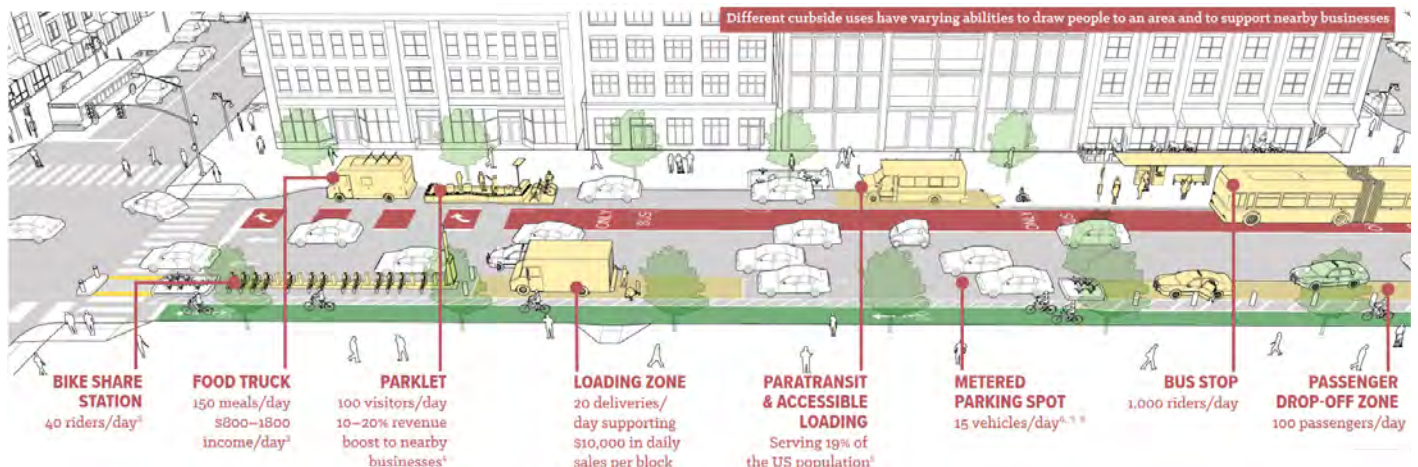 Different curbside uses have varying abilities to draw people to an area and to support nearby businesses
ONLY
BUS
ONLY
BUS
BIKE SHARE
STATION
40 riders/day
FOOD TRUCK
150 meals/day
$800–1800
income/day³
PARKLET
100 visitors/day
10–20% revenue
boost to nearby
businesses⁴
LOADING ZONE
20 deliveries/
day supporting
$10,000 in daily
sales per block
PARATRANSIT
& ACCESSIBLE
LOADING
Serving 19% of
the US population
METERED
PARKING SPOT
15 vehicles/day
BUS STOP
1,000 riders/day
PASSENGER
DROP-OFF ZONE
100 passengers/day